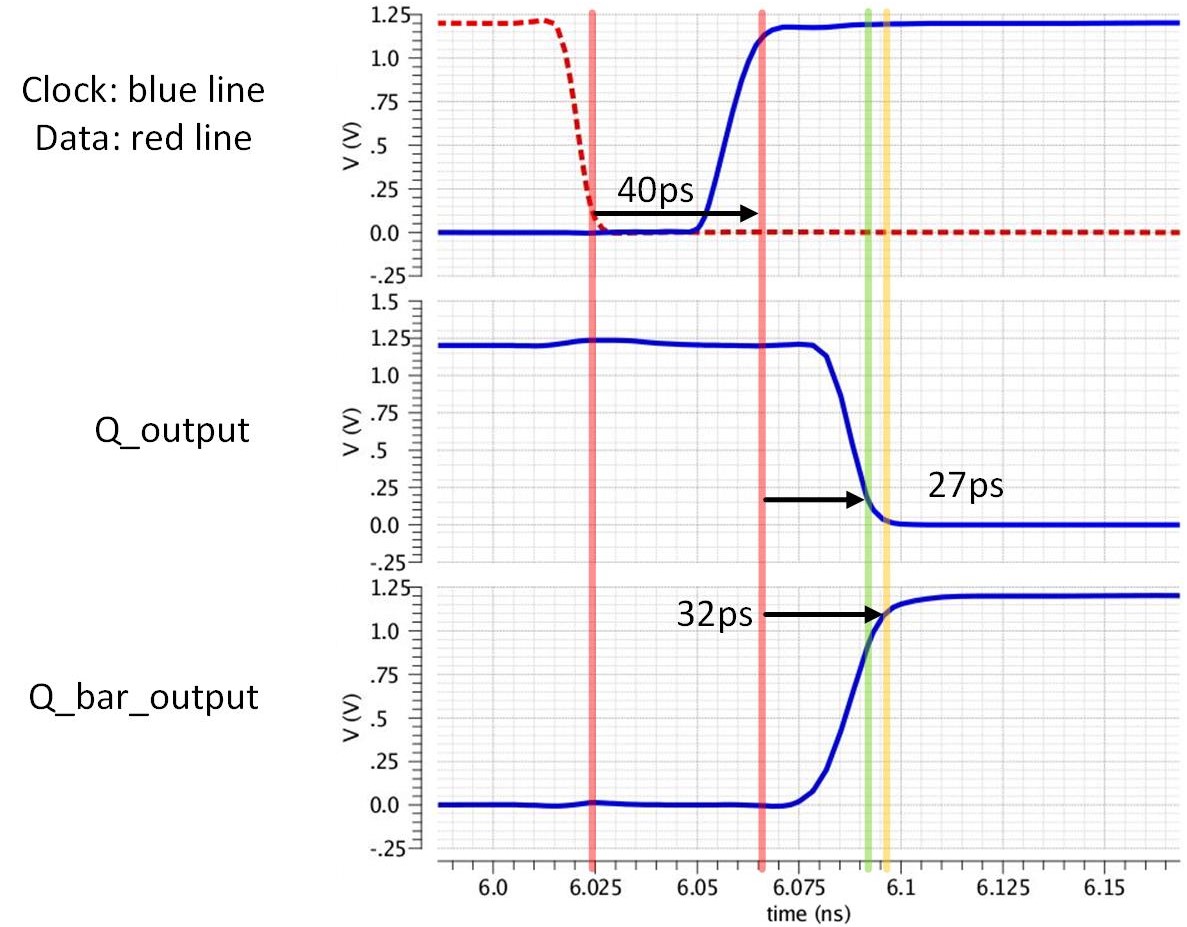 Clock: blue line
Data: red line
1.25
1.0
.75
.5
.25
0.0
-.25
V (V)
40ps
Q_output
1.5
1.25
1.0
.75
.5
.25
0.0
-.25
V (V)
27ps
Q_bar_output
1.25
1.0
.75
.5
.25
0.0
-.25
V (V)
32ps
6.0 6.025 6.05 6.075 6.1 6.125 6.15
time (ns)